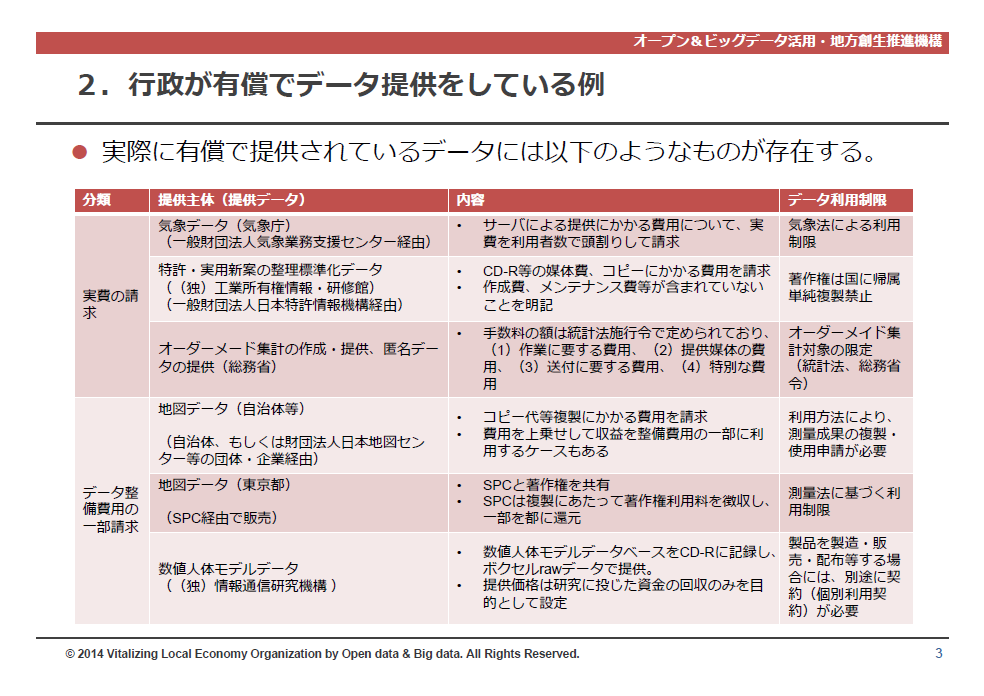 オープン＆ビッグデータ活用・地方創生推進機構
２．行政が有償でデータ提供をしている例
● 実際に有償で提供されているデータには以下のようなものが存在する。
分類
提供主体（提供データ）
内容
データ利用制限
実費の請
求
気象データ（気象庁）
（一般財団法人気象業務支援センター経由）
• サーバによる提供にかかる費用について、実
費を利用者数で頭割りして請求
気象法による利用
制限
特許・実用新案の整理標準化データ
（（独）工業所有権情報・研修館）
（一般財団法人日本特許情報機構経由）
• CD-R等の媒体費、コピーにかかる費用を請求
• 作成費、メンテナンス費等が含まれていない
ことを明記
著作権は国に帰属
単純複製禁止
オーダーメード集計の作成・提供、匿名デー
タの提供（総務省）
• 手数料の額は統計法施行令で定められており、
（1）作業に要する費用、（2）提供媒体の費
用、（3）送付に要する費用、（4）特別な費
用
オーダーメイド集
計対象の限定
（統計法、総務省
令）
データ整
備費用の
一部請求
地図データ（自治体等）
（自治体、もしくは財団法人日本地図セン
ター等の団体・企業経由）
• コピー代等複製にかかる費用を請求
• 費用を上乗せして収益を整備費用の一部に利
用するケースもある
利用方法により、
測量成果の複製・
使用申請が必要
地図データ（東京都）
（SPC経由で販売）
• SPCと著作権を共有
• SPCは複製にあたって著作権利用料を徴収し、
一部を都に還元
測量法に基づく利
用制限
数値人体モデルデータ
（（独）情報通信研究機構 ）
• 数値人体モデルデータベースをCD-Rに記録し、
ボクセルrawデータで提供。
• 提供価格は研究に投じた資金の回収のみを目
的として設定
製品を製造・販
売・配布等する場
合には、別途に契
約（個別利用契
約）が必要
© 2014 Vitalizing Local Economy Organization by Open data & Big data. All Rights Reserved.
3